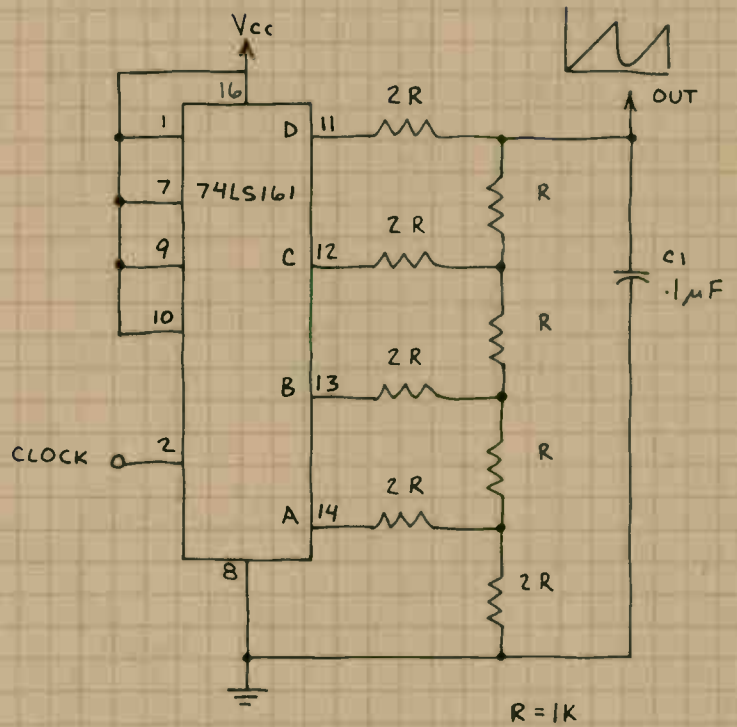 Vcc
16
2R
OUT
1
D
11
7
74LS161
R
9
2R
C
12
C1
.1μF
10
R
2R
B
13
CLOCK
2
R
2R
A
14
8
2R
R = 1K